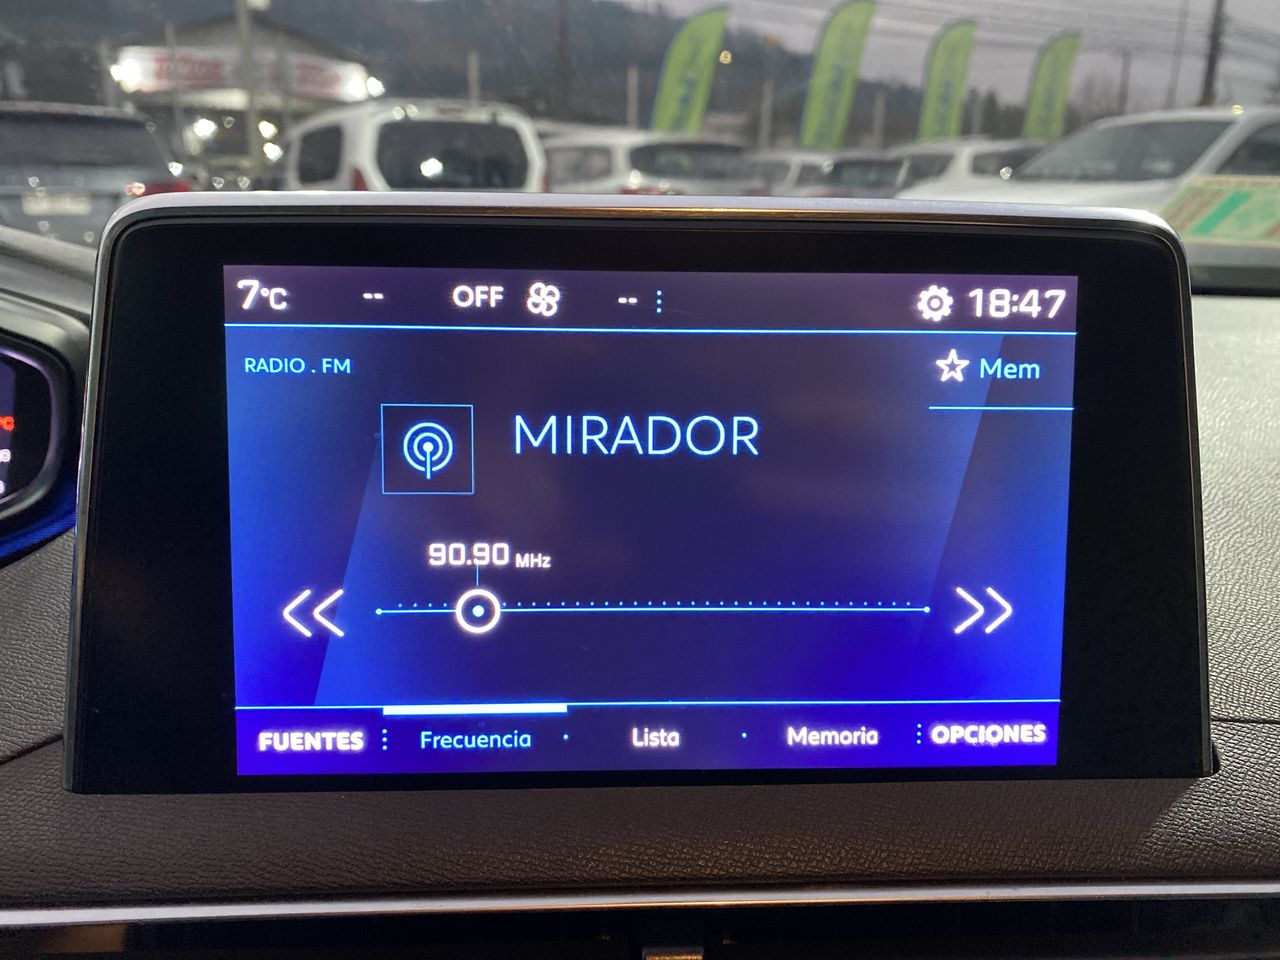 7°C -- OFF -- 18:47
RADIO . FM
Mem
MIRADOR
90.90 MHz
FUENTES Frecuencia Lista Memoria OPCIONES